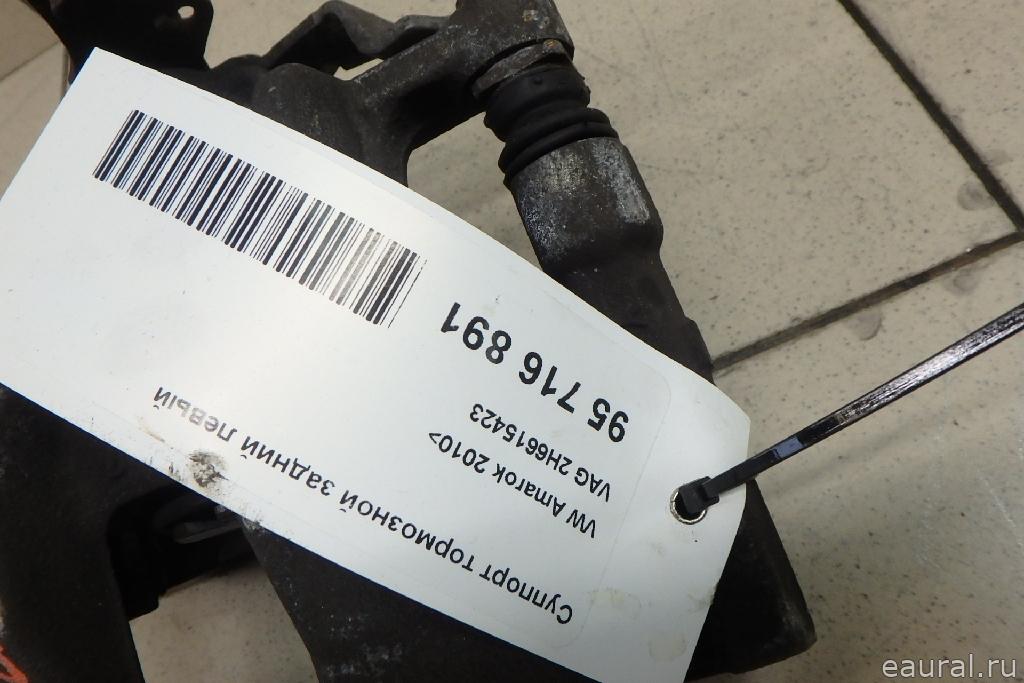 Суппорт тормозной задний левый
VW Amarok 2010>
VAG 2H6615423
95 716 891
eaural.ru